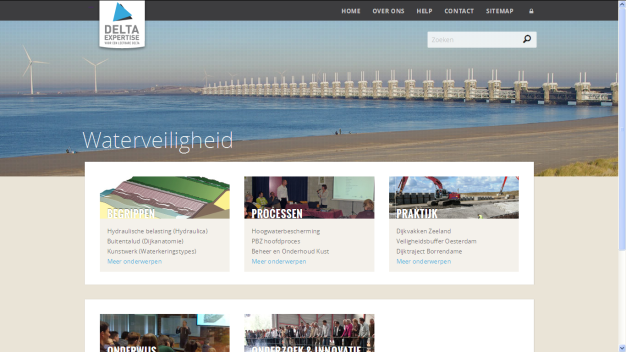 HOME OVER ONS HELP CONTACT SITEMAP
DELTA
EXPERTISE
Zoeken
Waterveiligheid
BEGRIPPEN
Hydraulische belasting (Hydraulica)
Buitentalud (Dijkanatomie)
Kunstwerk (Waterkeringstypes)
Meer onderwerpen
PROCESSEN
Hoogwaterbescherming
PBZ hoofdproces
Beheer en Onderhoud Kust
Meer onderwerpen
PRAKTIJK
Dijkvakken Zeeland
Veiligheidsbuffer Oesterdam
Dijktraject Borrendamme
Meer onderwerpen
ONDERWIJS
ONDERZOEK & INNOVATIE